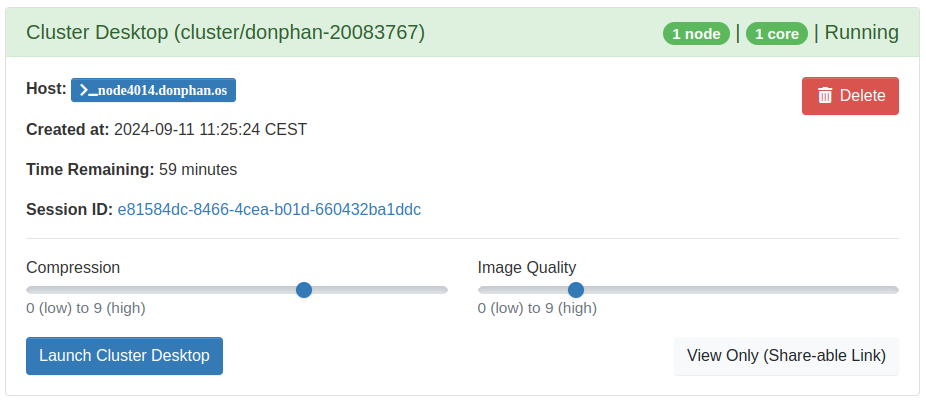 Cluster Desktop (cluster/donphan-20083767) 1 node | 1 core | Running
Host: >_node4014.donphan.os Delete
Created at: 2024-09-11 11:25:24 CEST
Time Remaining: 59 minutes
Session ID: e81584dc-8466-4cea-b01d-660432ba1ddc
Compression Image Quality
0 (low) to 9 (high) 0 (low) to 9 (high)
Launch Cluster Desktop View Only (Share-able Link)